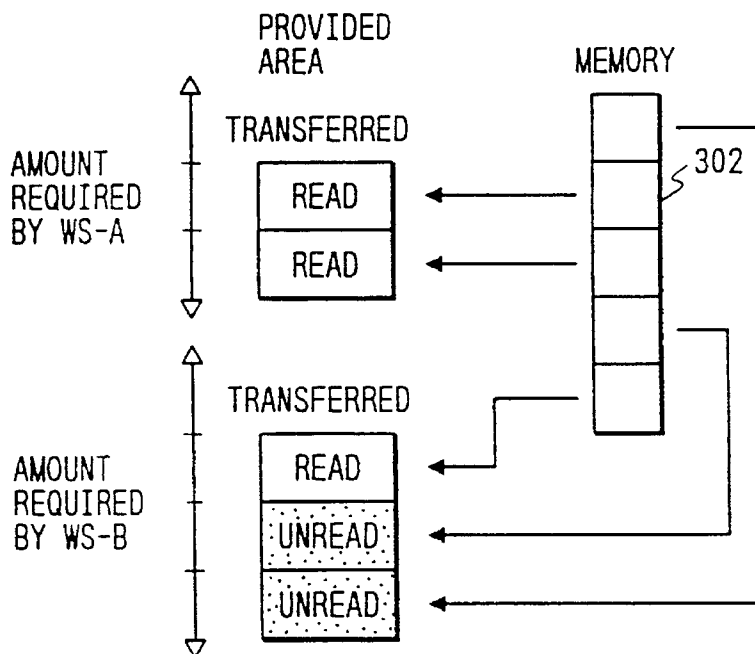 PROVIDED
AREA
MEMORY
TRANSFERRED
302
AMOUNT
REQUIRED
BY WS-A
READ
READ
TRANSFERRED
AMOUNT
REQUIRED
BY WS-B
READ
UNREAD
UNREAD